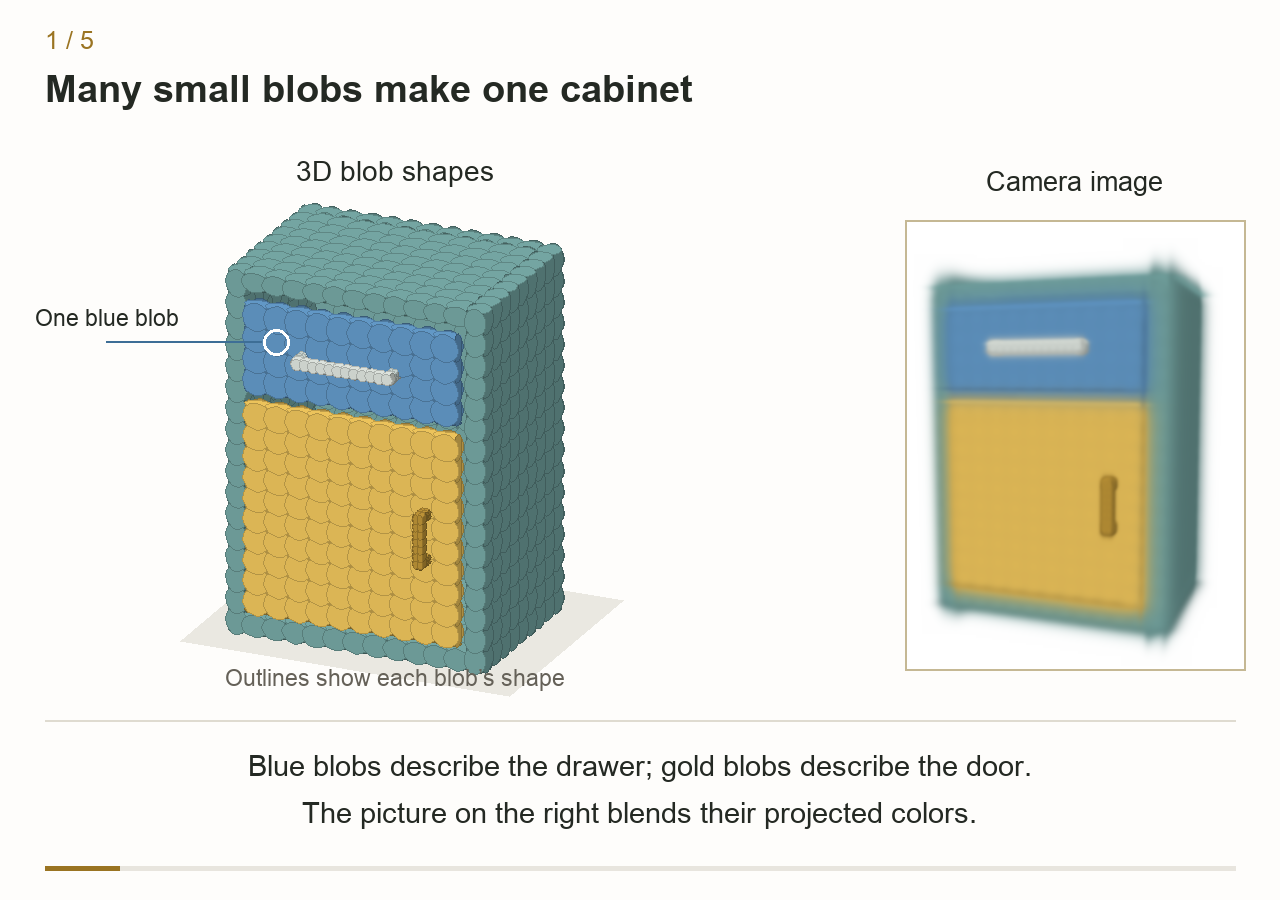 1 / 5
Many small blobs make one cabinet
3D blob shapes
Camera image
One blue blob
Outlines show each blob's shape
Blue blobs describe the drawer; gold blobs describe the door.
The picture on the right blends their projected colors.